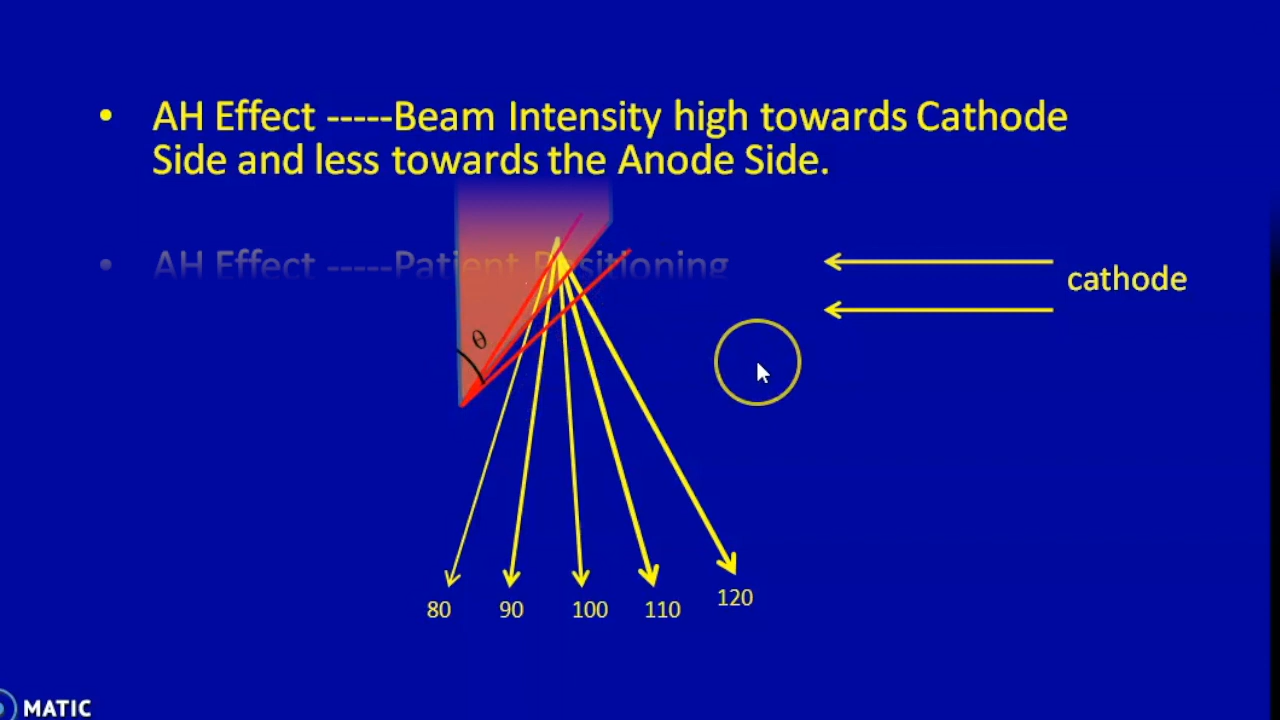 • AH Effect -----Beam Intensity high towards Cathode
Side and less towards the Anode Side.
• AH Effect -----Patient Positioning
cathode
θ
80 90 100 110 120
MATIC